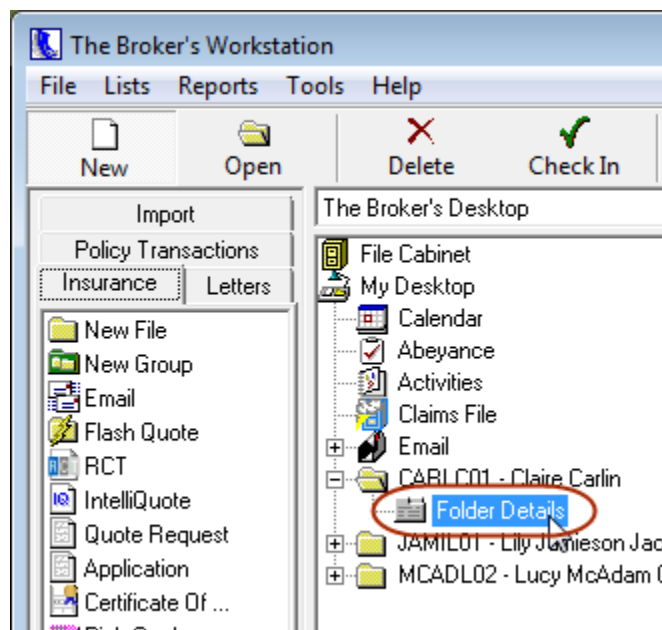 The Broker's Workstation
File Lists Reports Tools Help
New Open Delete Check In
Import
Policy Transactions
Insurance Letters
New File
New Group
Email
Flash Quote
RCT
IntelliQuote
Quote Request
Application
Certificate Of ...
The Broker's Desktop
File Cabinet
My Desktop
Calendar
Abeyance
Activities
Claims File
Email
CARLC01 - Claire Carlin
Folder Details
JAMIL01 - Lily Jamieson Jac
MCADL02 - Lucy McAdam